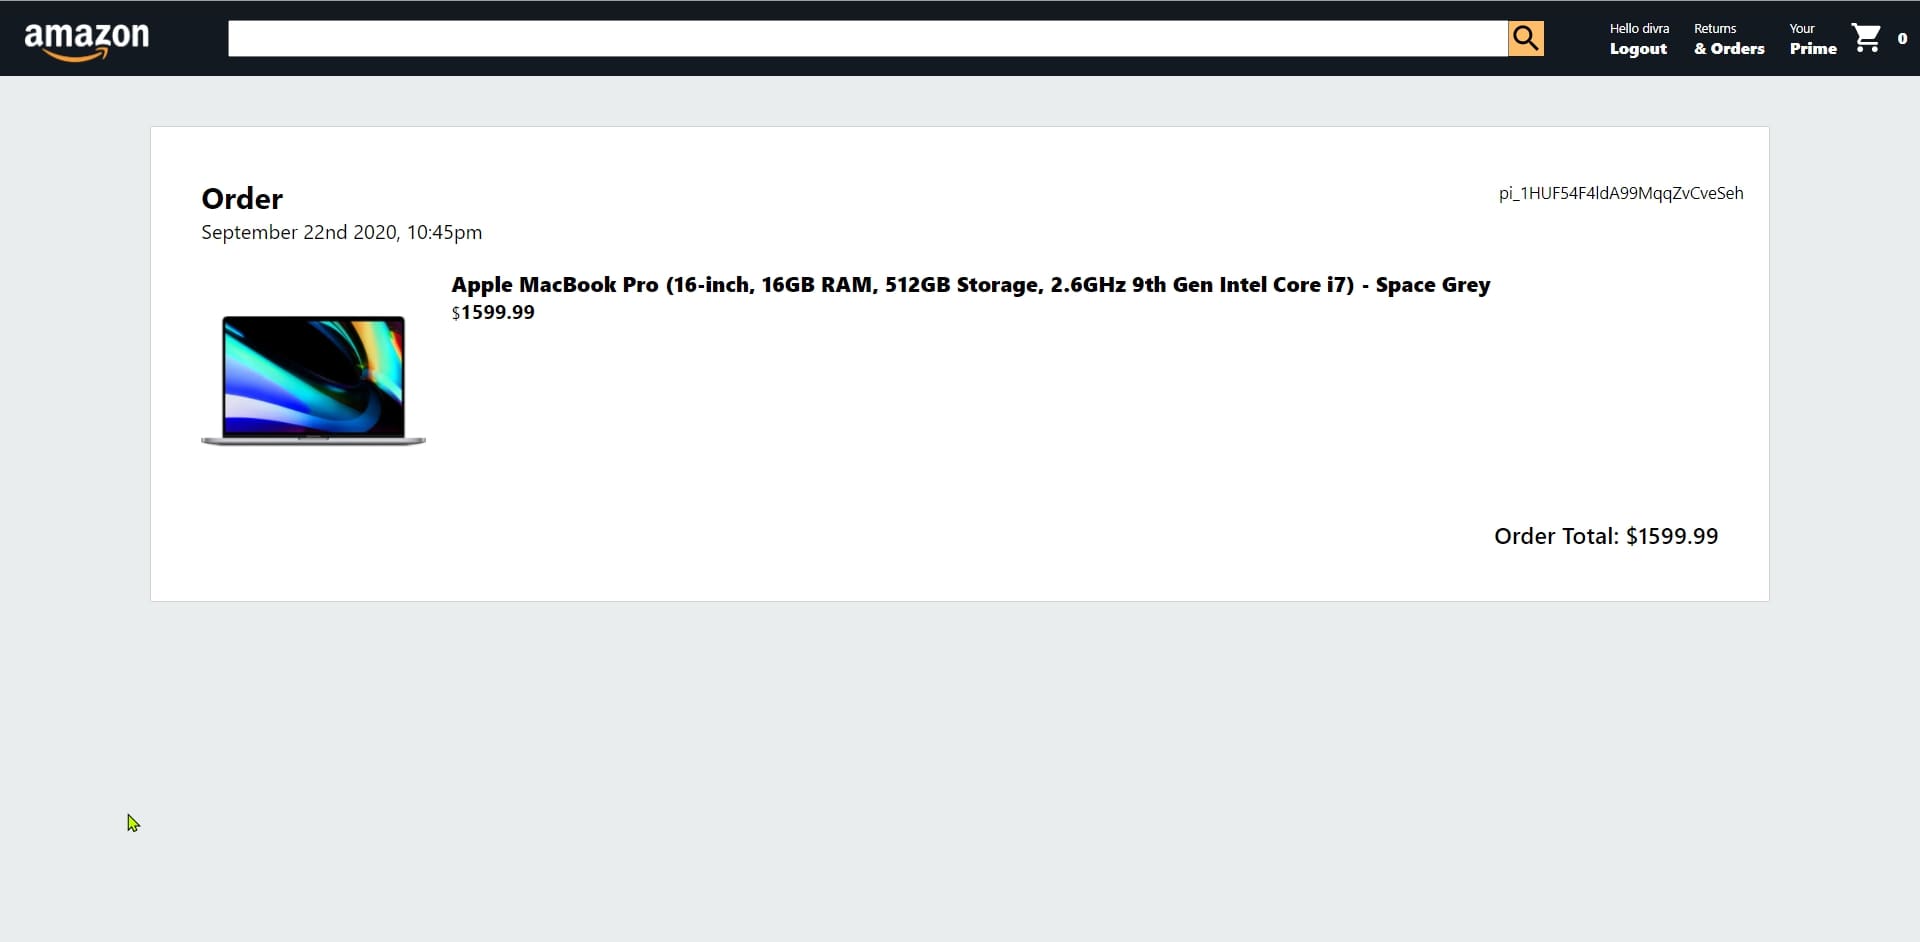 amazon
Hello divra
Logout
Returns
& Orders
Your
Prime
0
Order
pi_1HUF54F4ldA99MqqZvCveSeh
September 22nd 2020, 10:45pm
Apple MacBook Pro (16-inch, 16GB RAM, 512GB Storage, 2.6GHz 9th Gen Intel Core i7) - Space Grey
$1599.99
Order Total: $1599.99